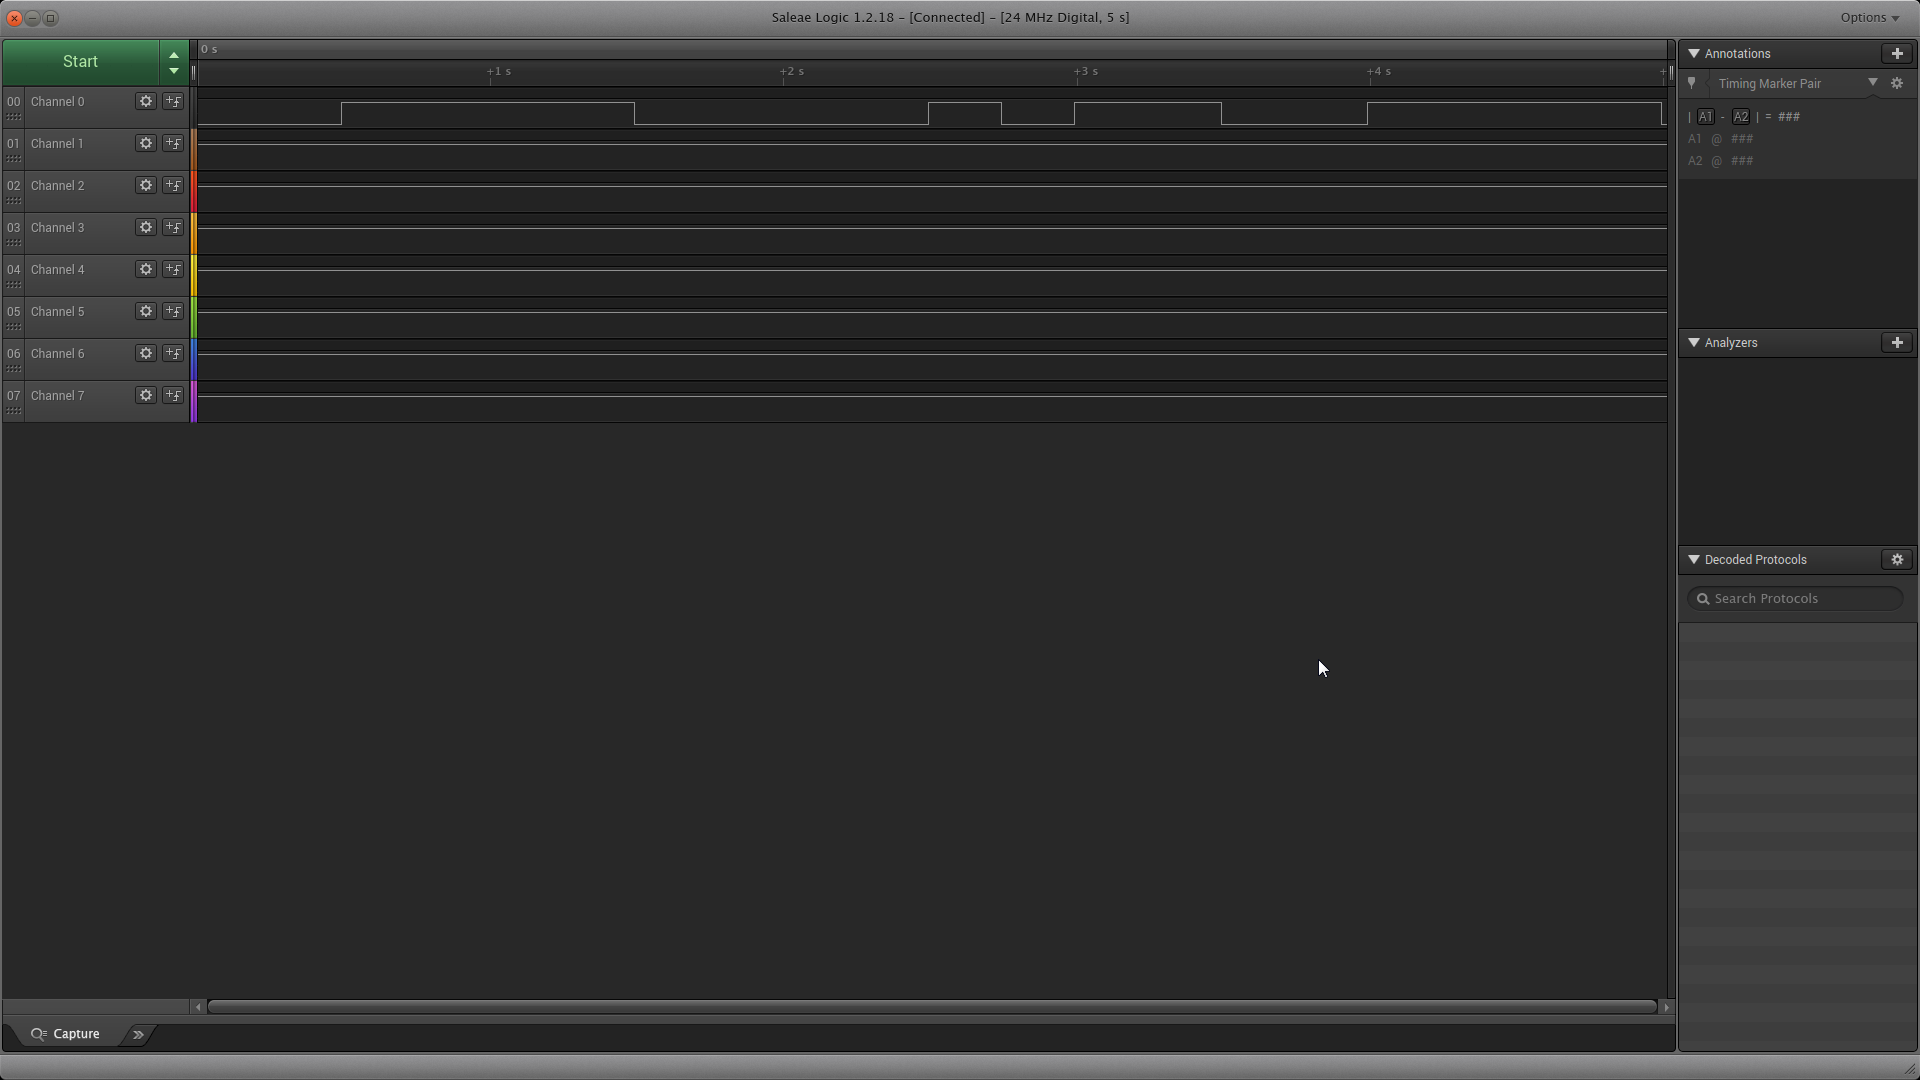 Saleae Logic 1.2.18 - [Connected] - [24 MHz Digital, 5 s]
Options
Start
0 s
+1 s +2 s +3 s +4 s +
00 Channel 0
01 Channel 1
02 Channel 2
03 Channel 3
04 Channel 4
05 Channel 5
06 Channel 6
07 Channel 7
Annotations
Timing Marker Pair
| A1 - A2 | = ###
A1 @ ###
A2 @ ###
Analyzers
Decoded Protocols
Search Protocols
Capture